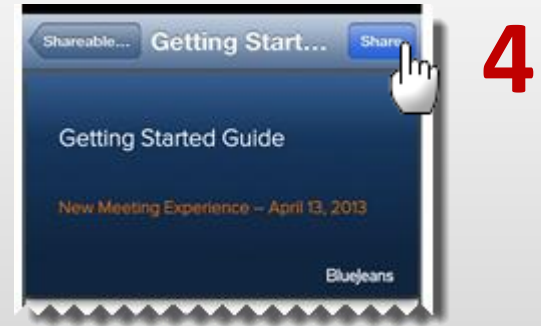 Shareable... Getting Start... Share
4
Getting Started Guide
New Meeting Experience – April 13, 2013
BlueJeans